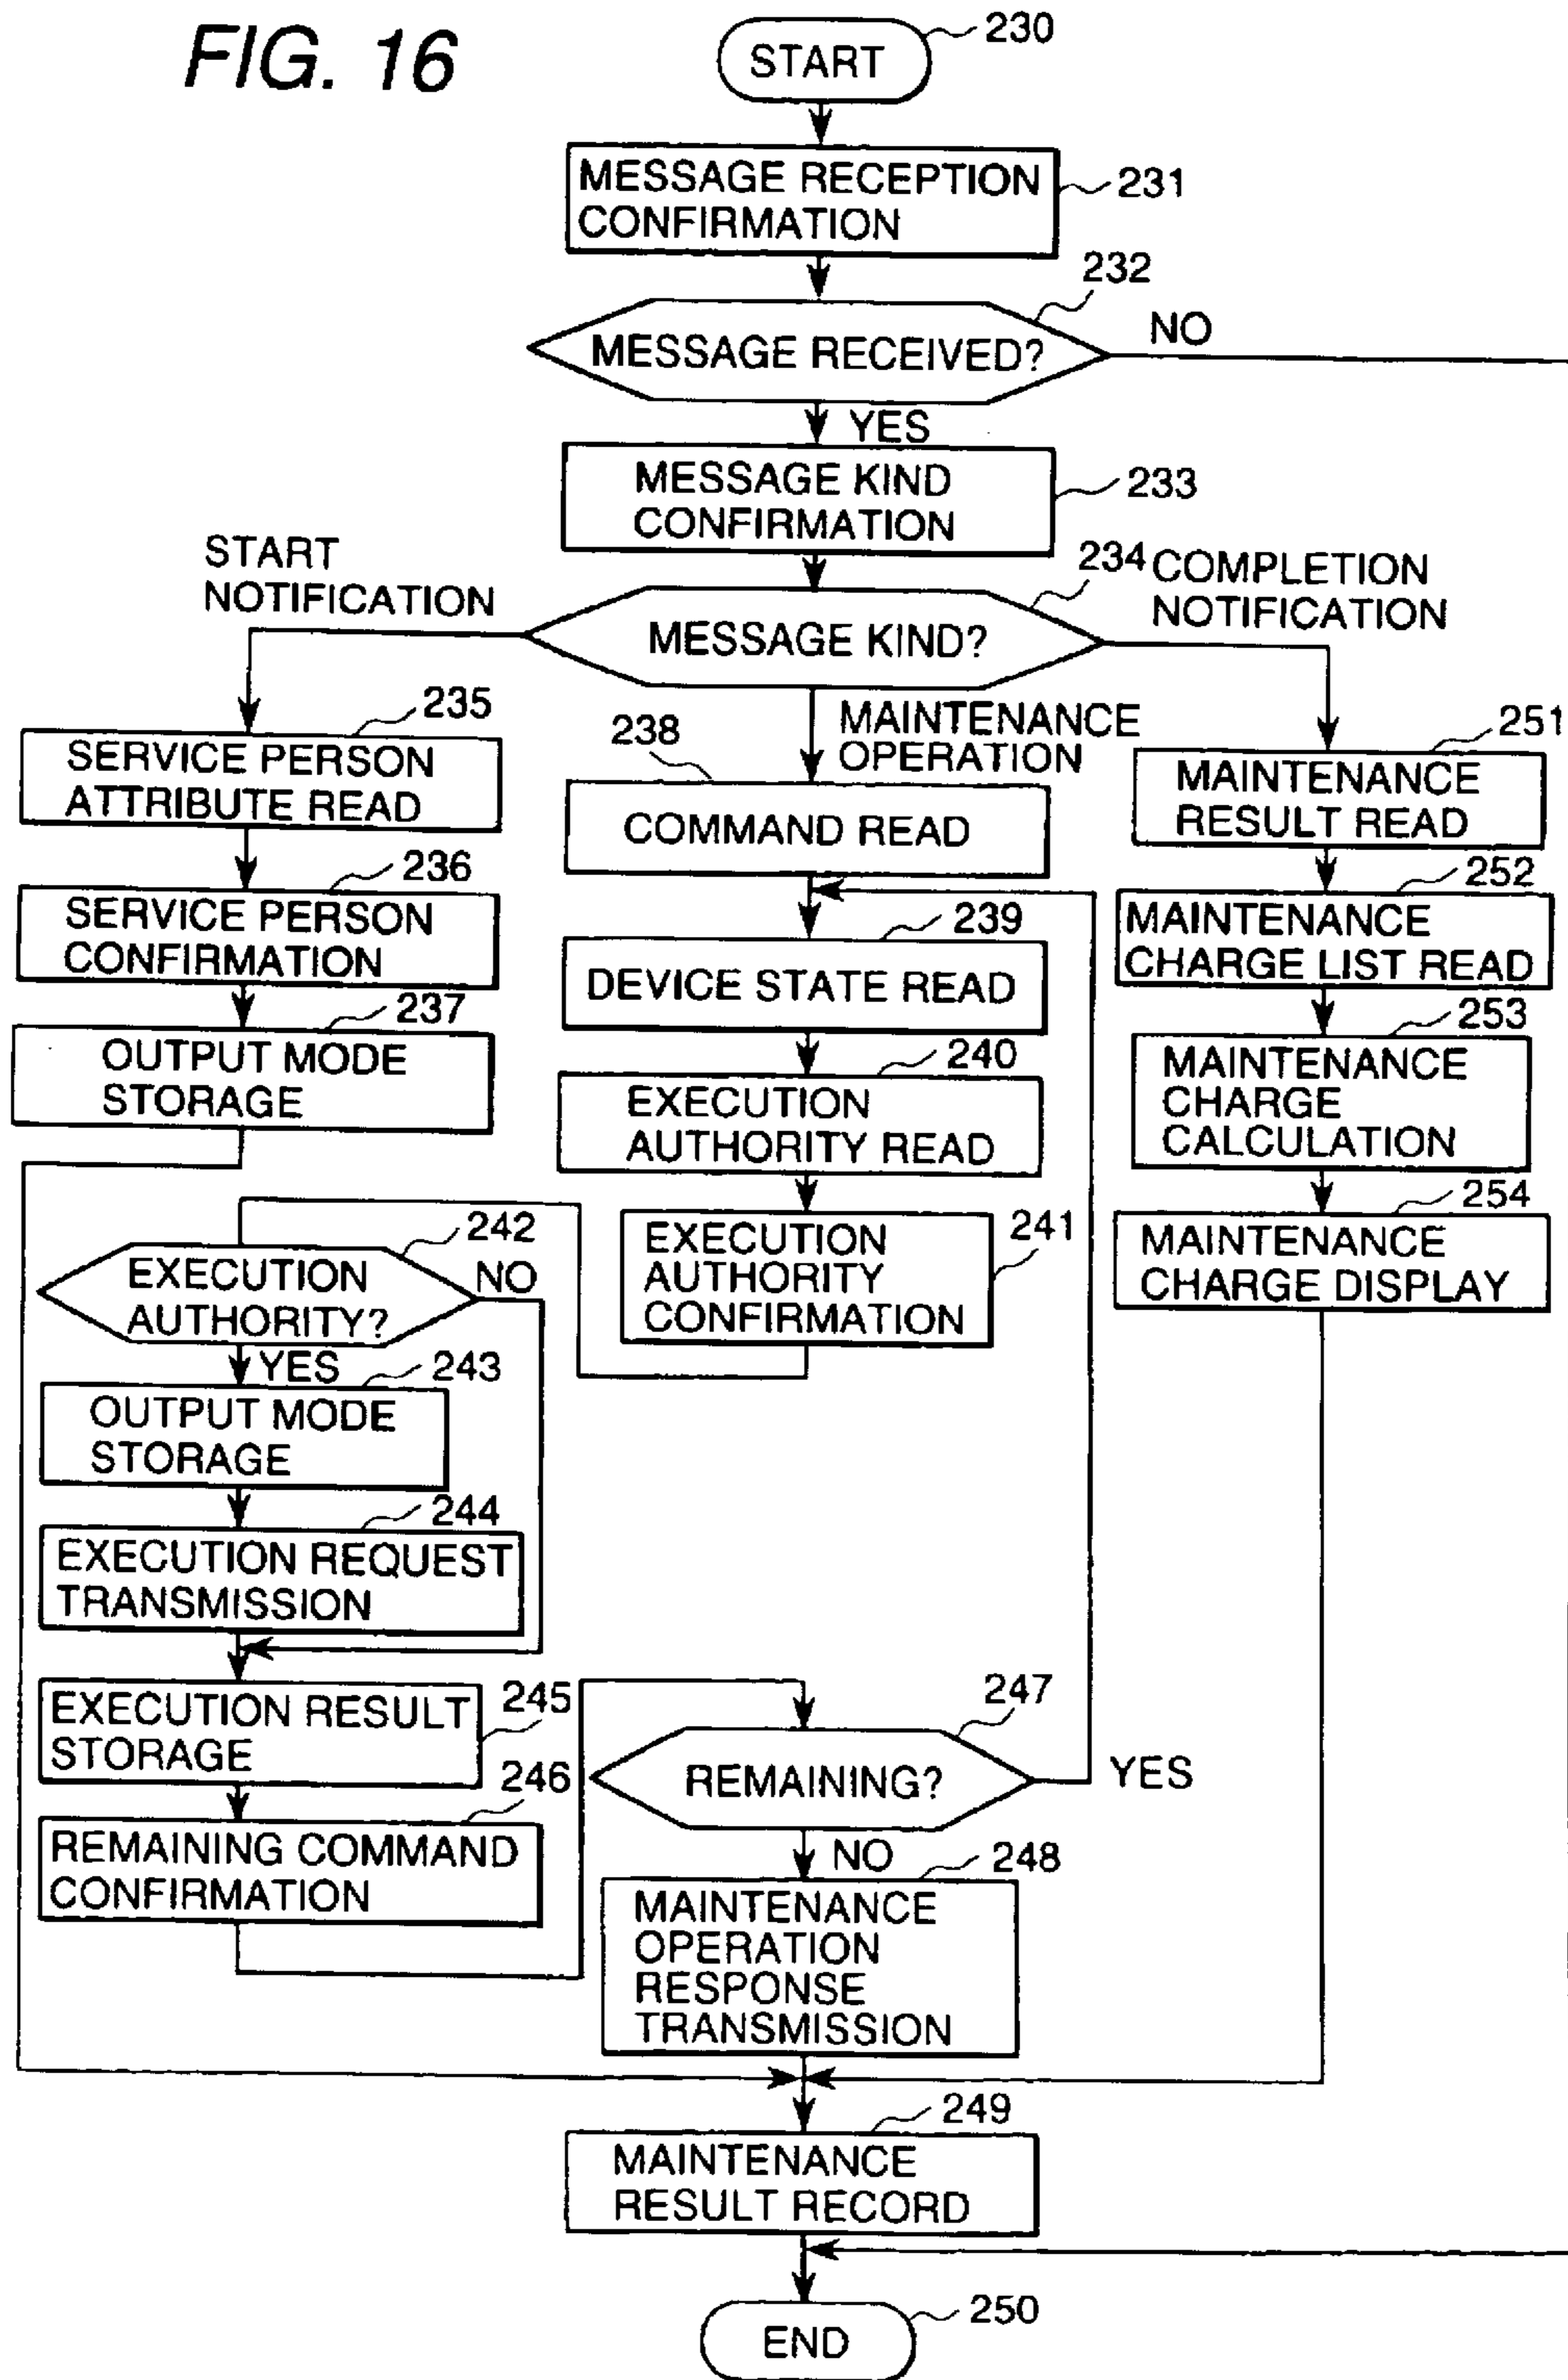 FIG. 16
START
230
MESSAGE RECEPTION
CONFIRMATION
231
232
MESSAGE RECEIVED?
NO
YES
MESSAGE KIND
CONFIRMATION
233
START
NOTIFICATION
234
COMPLETION
NOTIFICATION
MESSAGE KIND?
235
SERVICE PERSON
ATTRIBUTE READ
236
SERVICE PERSON
CONFIRMATION
237
OUTPUT MODE
STORAGE
MAINTENANCE
OPERATION
238
COMMAND READ
239
DEVICE STATE READ
240
EXECUTION
AUTHORITY READ
241
EXECUTION
AUTHORITY
CONFIRMATION
251
MAINTENANCE
RESULT READ
252
MAINTENANCE
CHARGE LIST READ
253
MAINTENANCE
CHARGE
CALCULATION
254
MAINTENANCE
CHARGE DISPLAY
242
EXECUTION
AUTHORITY?
NO
YES
243
OUTPUT MODE
STORAGE
244
EXECUTION REQUEST
TRANSMISSION
245
EXECUTION RESULT
STORAGE
246
REMAINING COMMAND
CONFIRMATION
247
REMAINING?
YES
NO
248
MAINTENANCE
OPERATION
RESPONSE
TRANSMISSION
249
MAINTENANCE
RESULT RECORD
250
END